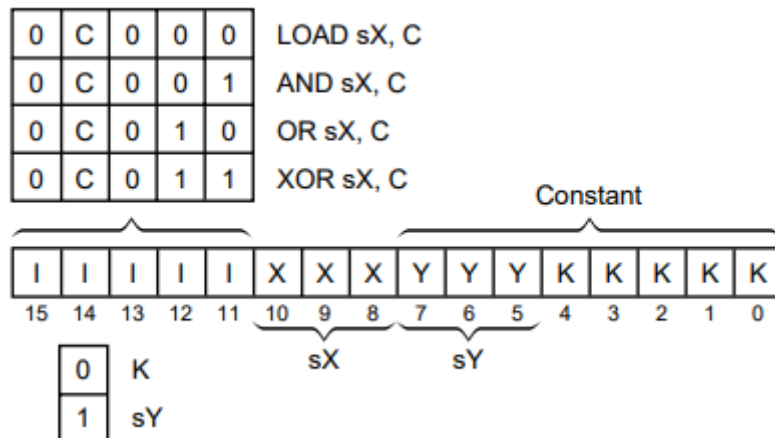 0 C 0 0 0 LOAD sX, C
0 C 0 0 1 AND sX, C
0 C 0 1 0 OR sX, C
0 C 0 1 1 XOR sX, C
Constant
I I I I I X X X Y Y Y K K K K K
15 14 13 12 11 10 9 8 7 6 5 4 3 2 1 0
sX sY
0 K
1 sY